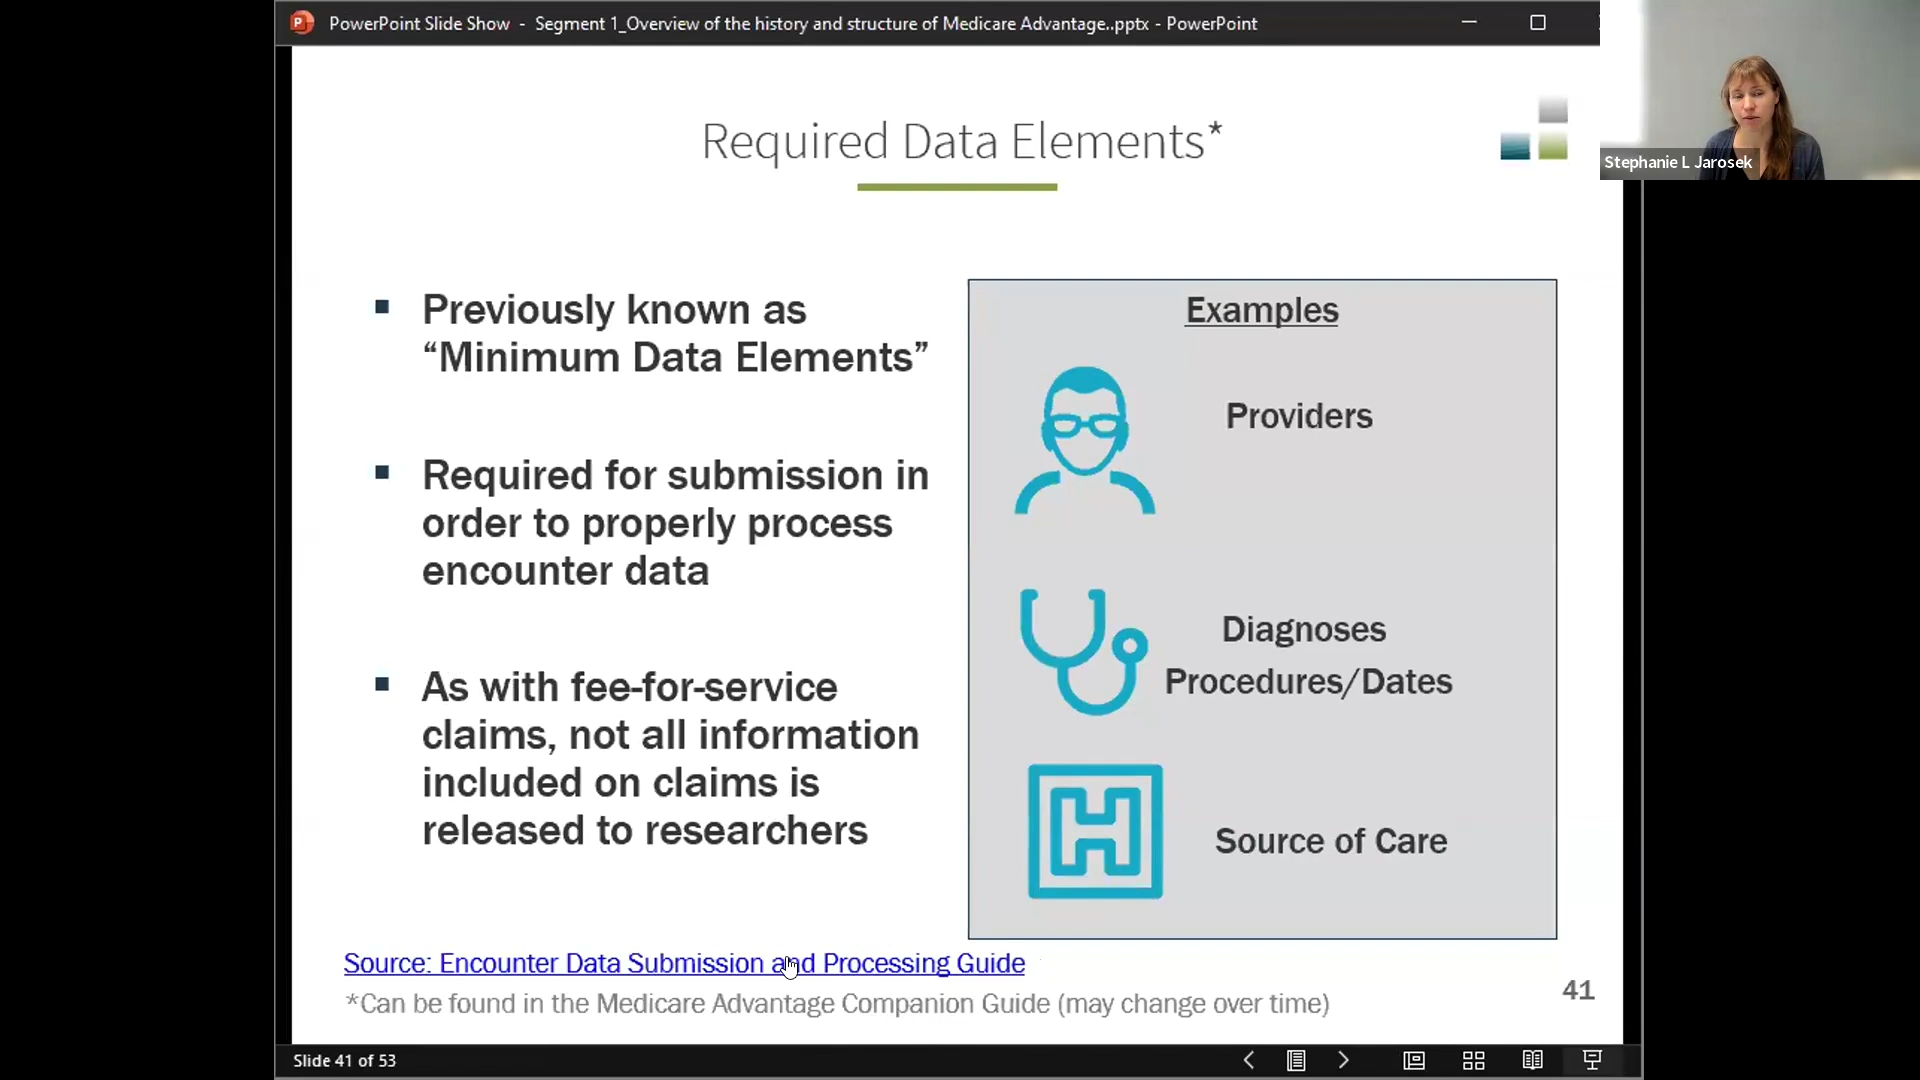 PowerPoint Slide Show - Segment 1_Overview of the history and structure of Medicare Advantage..pptx - PowerPoint
Stephanie L Jarosek
Required Data Elements*
Previously known as
“Minimum Data Elements”
Required for submission in
order to properly process
encounter data
As with fee-for-service
claims, not all information
included on claims is
released to researchers
Examples
Providers
Diagnoses
Procedures/Dates
Source of Care
Source: Encounter Data Submission and Processing Guide
*Can be found in the Medicare Advantage Companion Guide (may change over time)
41
Slide 41 of 53